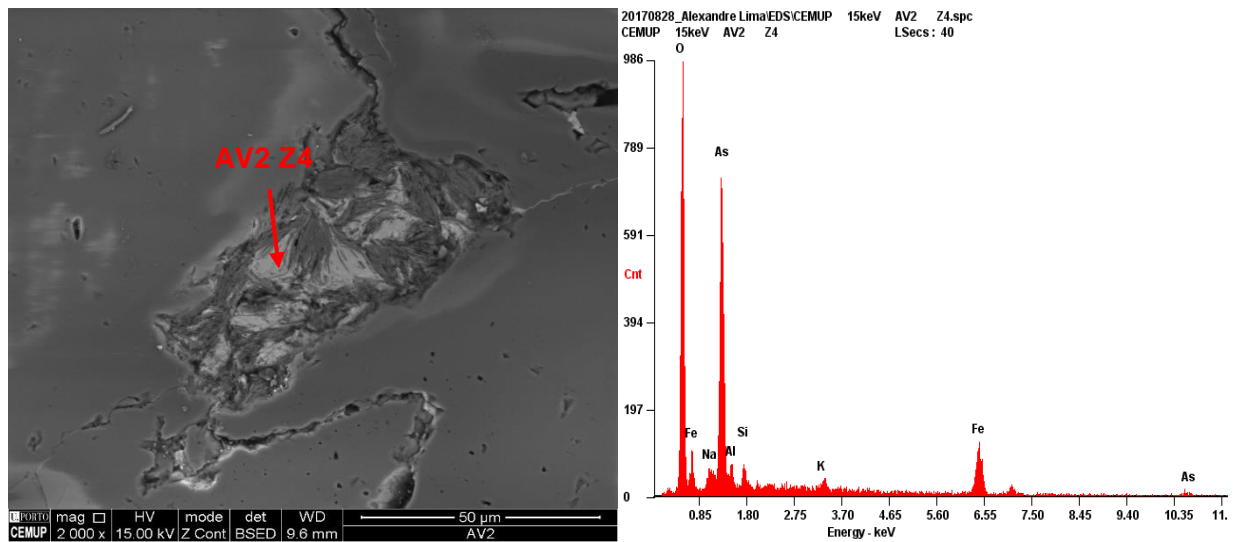 AV2 Z4
U.PORTO
CEMUP
mag HV mode det WD 50 µm
2 000 x 15.00 kV Z Cont BSED 9.6 mm AV2
20170828_Alexandre Lima\EDS\CEMUP 15keV AV2 Z4.spc
CEMUP 15keV AV2 Z4 LSecs : 40
O
986
789
As
591
Cnt
394
197
Fe
Na
Al
Si
K
Fe
As
0
0.85 1.80 2.75 3.70 4.65 5.60 6.55 7.50 8.45 9.40 10.35 11.
Energy - keV